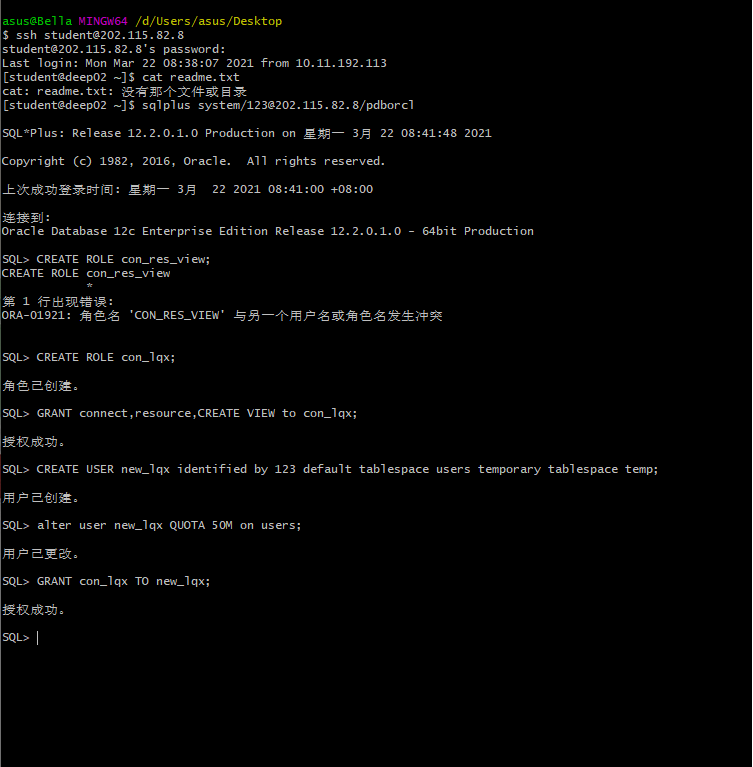 asus@Bella MINGW64 /d/Users/asus/Desktop
$ ssh student@202.115.82.8
student@202.115.82.8's password:
Last login: Mon Mar 22 08:38:07 2021 from 10.11.192.113
[student@deep02 ~]$ cat readme.txt
cat: readme.txt: 没有那个文件或目录
[student@deep02 ~]$ sqlplus system/123@202.115.82.8/pdborcl
SQL*Plus: Release 12.2.0.1.0 Production on 星期一 3月 22 08:41:48 2021
Copyright (c) 1982, 2016, Oracle.  All rights reserved.
上次成功登录时间: 星期一 3月  22 2021 08:41:00 +08:00
连接到:
Oracle Database 12c Enterprise Edition Release 12.2.0.1.0 - 64bit Production
SQL> CREATE ROLE con_res_view;
CREATE ROLE con_res_view
*
第 1 行出现错误:
ORA-01921: 角色名 'CON_RES_VIEW' 与另一个用户名或角色名发生冲突
SQL> CREATE ROLE con_lqx;
角色已创建。
SQL> GRANT connect,resource,CREATE VIEW to con_lqx;
授权成功。
SQL> CREATE USER new_lqx identified by 123 default tablespace users temporary tablespace temp;
用户已创建。
SQL> alter user new_lqx QUOTA 50M on users;
用户已更改。
SQL> GRANT con_lqx TO new_lqx;
授权成功。
SQL>